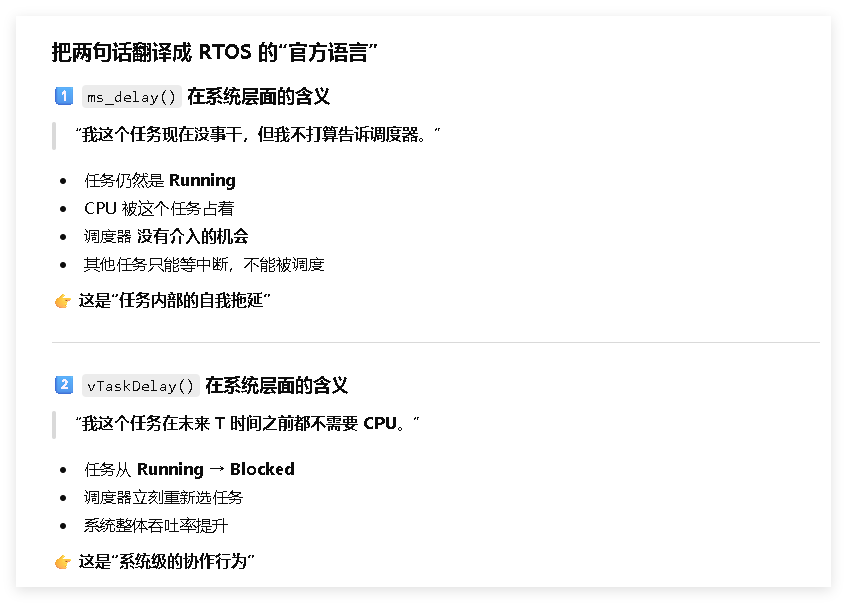 把两句话翻译成 RTOS 的“官方语言”
1 ms_delay() 在系统层面的含义
“我这个任务现在没事干，但我不打算告诉调度器。”
• 任务仍然是 Running
• CPU 被这个任务占着
• 调度器 没有介入的机会
• 其他任务只能等中断，不能被调度
👉 这是“任务内部的自我拖延”
2 vTaskDelay() 在系统层面的含义
“我这个任务在未来 T 时间之前都不需要 CPU。”
• 任务从 Running → Blocked
• 调度器立刻重新选任务
• 系统整体吞吐率提升
👉 这是“系统级的协作行为”